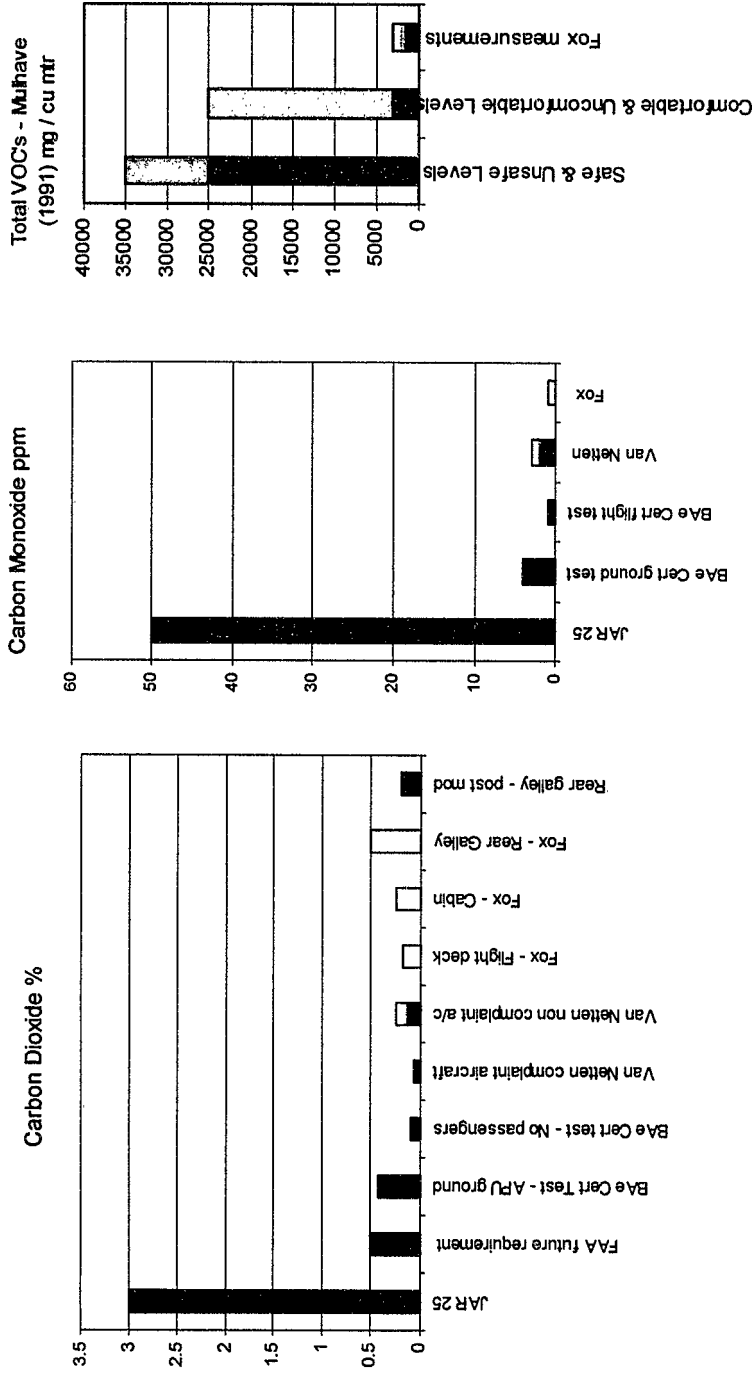 Carbon Dioxide %
3.5
3
2.5
2
1.5
1
0.5
0
JAR 25
FAA future requirement
BAe Cert Test - APU ground
BAe Cert test - No passengers
Van Netten complaint aircraft
Van Netten non complaint a/c
Fox - Flight deck
Fox - Cabin
Fox - Rear Galley
Rear galley - post mod
Carbon Monoxide ppm
60
50
40
30
20
10
0
JAR 25
BAe Cert ground test
BAe Cert flight test
Van Netten
Fox
Total VOC's - Mulhave
(1991) mg / cu mtr
40000
35000
30000
25000
20000
15000
10000
5000
0
Safe & Unsafe Levels
Comfortable & Uncomfortable Levels
Fox measurements